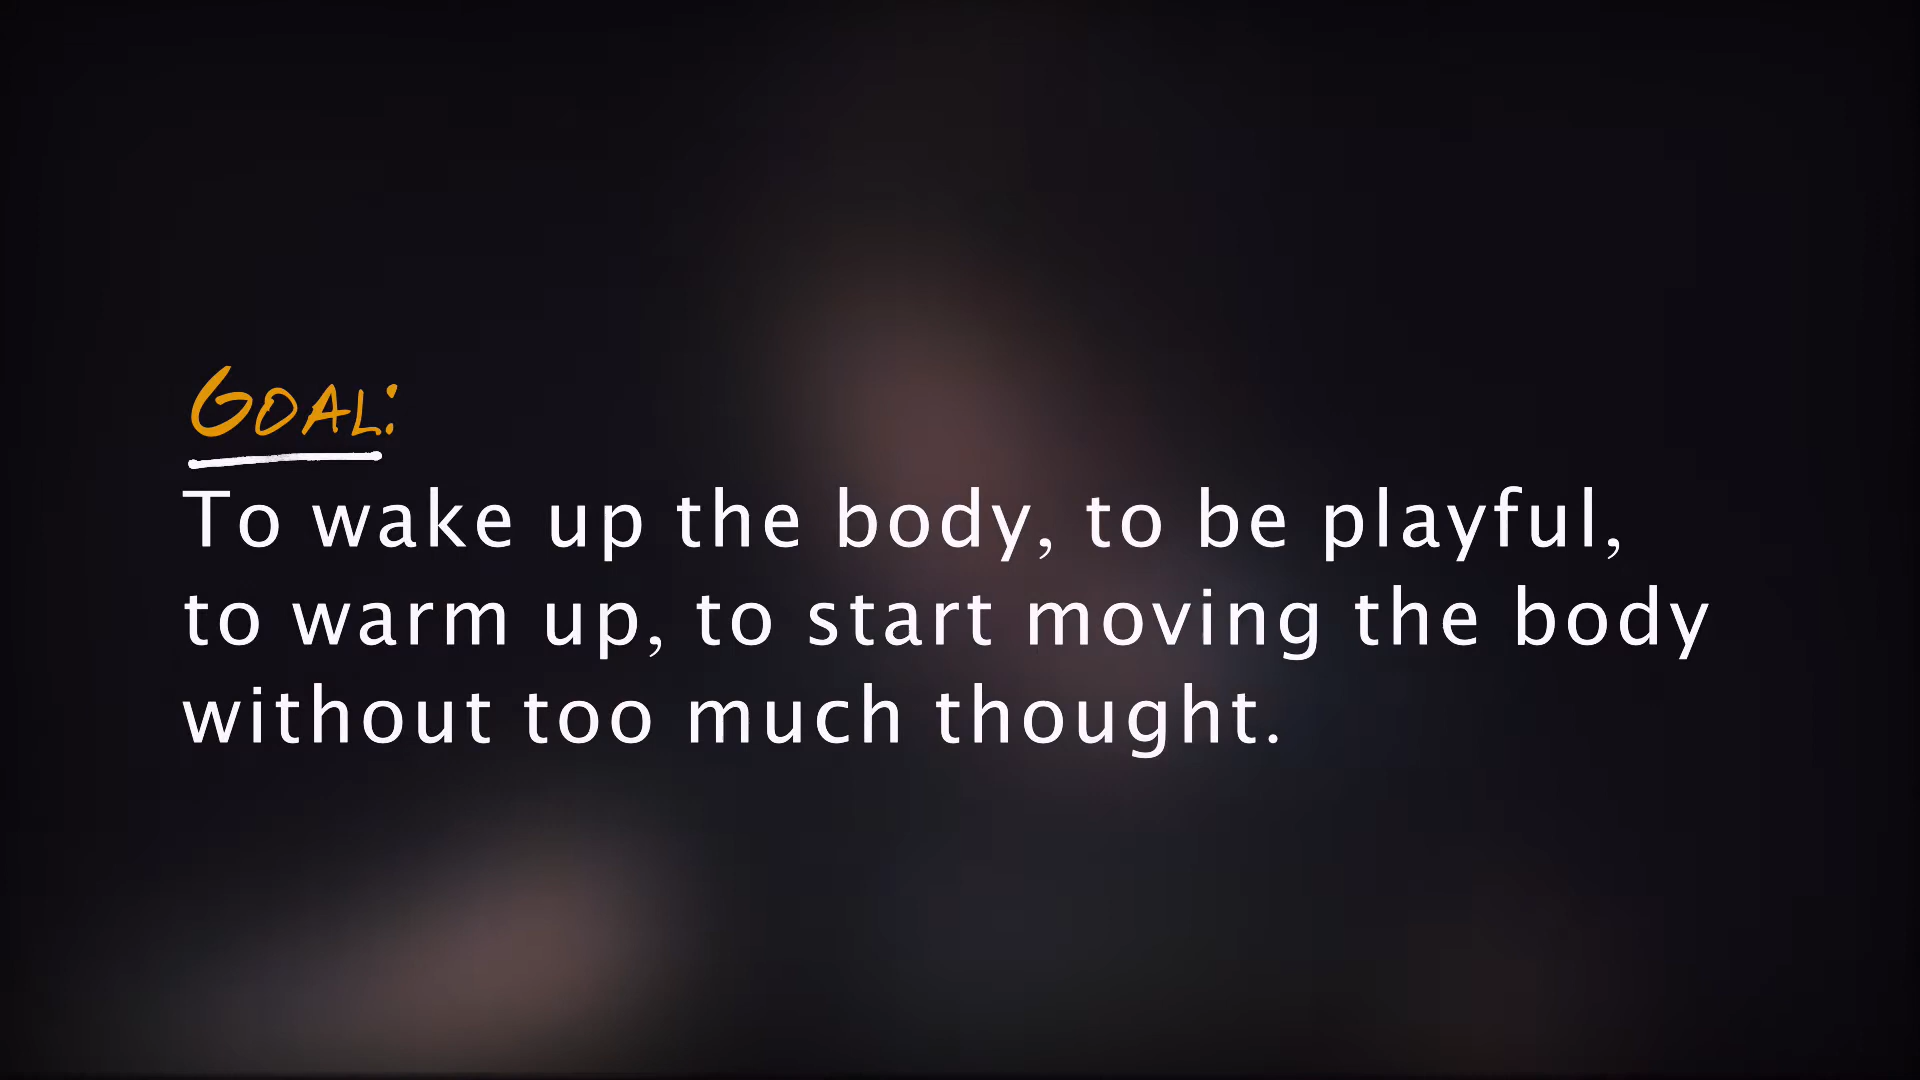 GOAL:
To wake up the body, to be playful,
to warm up, to start moving the body
without too much thought.